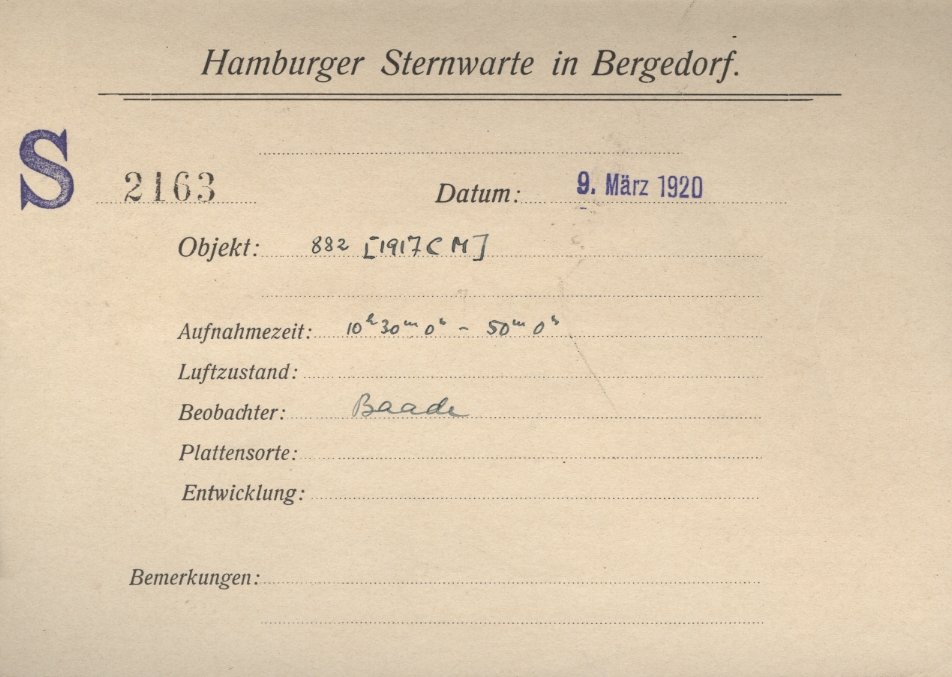 Hamburger Sternwarte in Bergedorf.
S 2163 Datum: 9. März 1920
Objekt: 882 [1917 CM]
Aufnahmezeit: 10ʰ 30ᵐ 0ˢ - 50ᵐ 0ˢ
Luftzustand:
Beobachter: Baade
Plattensorte:
Entwicklung:
Bemerkungen: